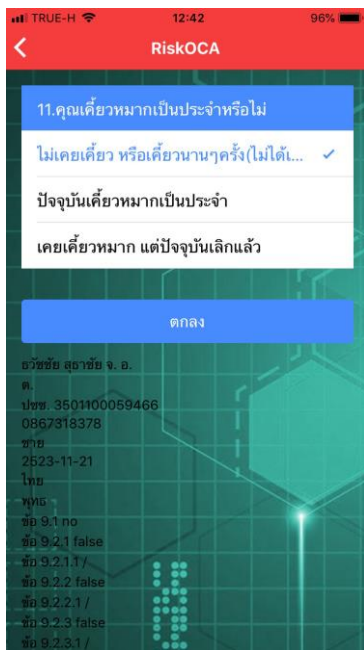 TRUE-H 12:42 96%
RiskOCA
11.คุณเคี้ยวหมากเป็นประจำหรือไม่
ไม่เคยเคี้ยว หรือเคี้ยวนานๆครั้ง(ไม่ได้เ...
ปัจจุบันเคี้ยวหมากเป็นประจำ
เคยเคี้ยวหมาก แต่ปัจจุบันเลิกแล้ว
ตกลง
ธวัชชัย สุธาชัย จ. อ.
ต.
ปชช. 3501100059466
0867318378
ชาย
2523-11-21
ไทย
พุทธ
ข้อ 9.1 no
ข้อ 9.2.1 false
ข้อ 9.2.1.1 /
ข้อ 9.2.2 false
ข้อ 9.2.2.1 /
ข้อ 9.2.3 false
ข้อ 9.2.3.1 /